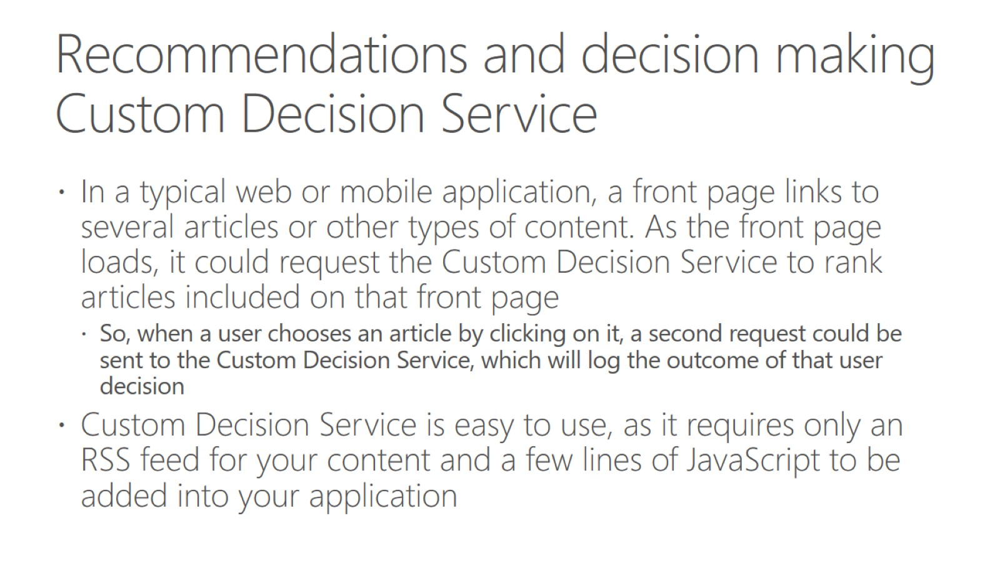 Recommendations and decision making
Custom Decision Service
• In a typical web or mobile application, a front page links to
several articles or other types of content. As the front page
loads, it could request the Custom Decision Service to rank
articles included on that front page
• So, when a user chooses an article by clicking on it, a second request could be
sent to the Custom Decision Service, which will log the outcome of that user
decision
• Custom Decision Service is easy to use, as it requires only an
RSS feed for your content and a few lines of JavaScript to be
added into your application